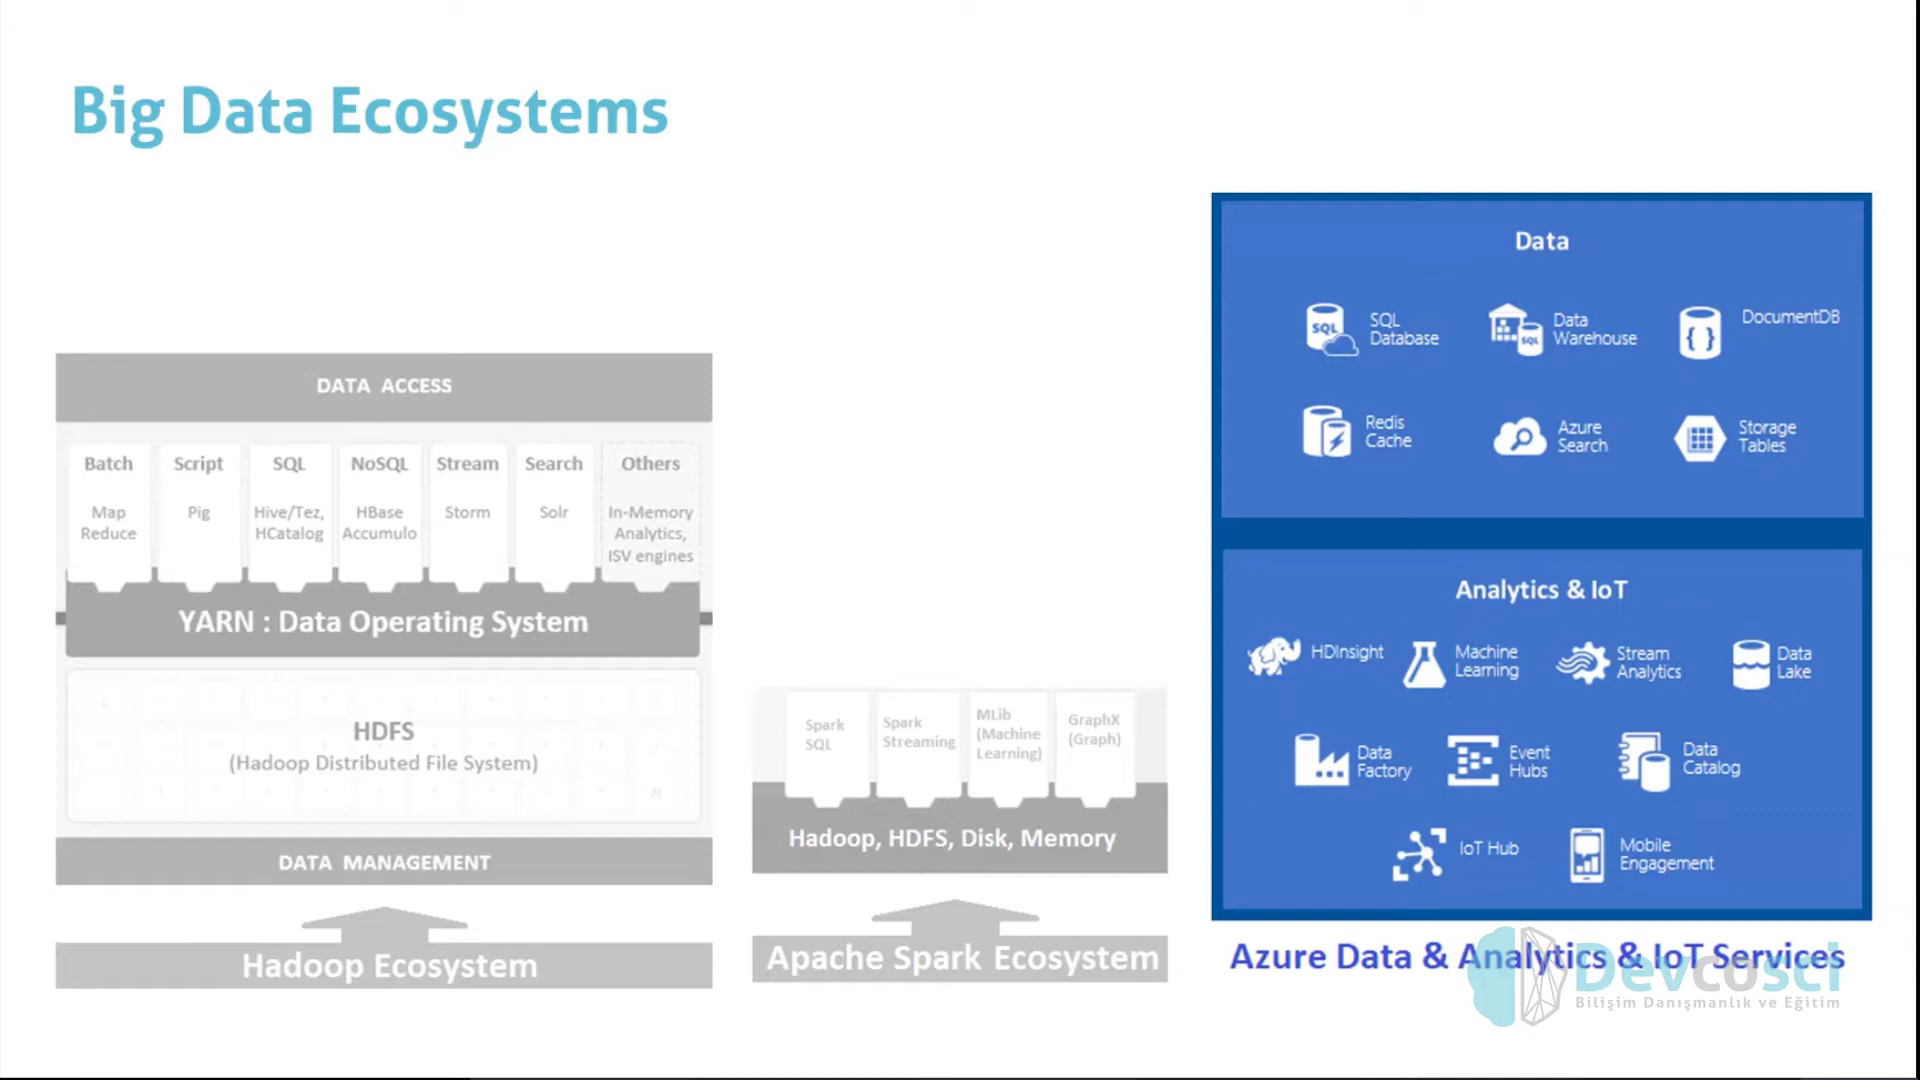 Big Data Ecosystems
DATA ACCESS
Batch
Map
Reduce
Script
Pig
SQL
Hive/Tez,
HCatalog
NoSQL
HBase
Accumulo
Stream
Storm
Search
Solr
Others
In-Memory
Analytics,
ISV engines
YARN : Data Operating System
HDFS
(Hadoop Distributed File System)
N
DATA MANAGEMENT
Hadoop Ecosystem
Spark
SQL
Spark
Streaming
MLib
(Machine
Learning)
GraphX
(Graph)
Hadoop, HDFS, Disk, Memory
Apache Spark Ecosystem
Data
SQL
SQL
Database
SQL
Data
Warehouse
{ }
DocumentDB
Redis
Cache
Azure
Search
Storage
Tables
Analytics & IoT
HDInsight
Machine
Learning
Stream
Analytics
Data
Lake
Data
Factory
Event
Hubs
Data
Catalog
IoT Hub
Mobile
Engagement
Azure Data & Analytics & IoT Services
Devcosci
Bilişim Danışmanlık ve Eğitim